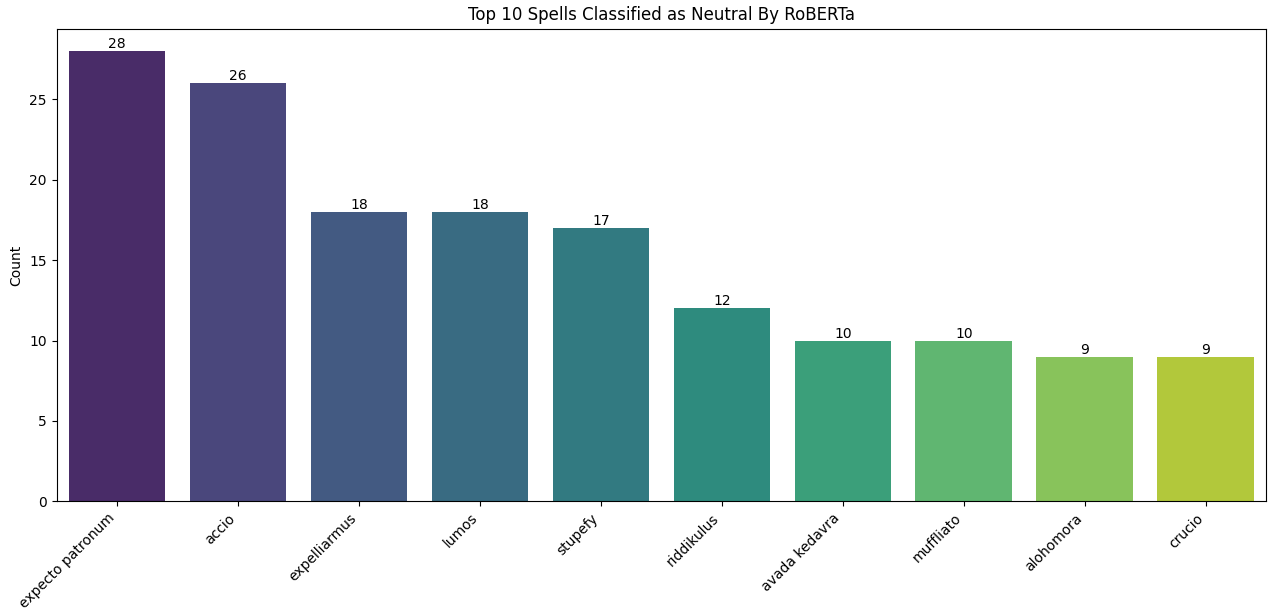 Top 10 Spells Classified as Neutral By RoBERTa
Count
25
20
15
10
5
0
28
26
18
18
17
12
10
10
9
9
expecto patronum
accio
expelliarmus
lumos
stupefy
riddikulus
avada kedavra
muffliato
alohomora
crucio